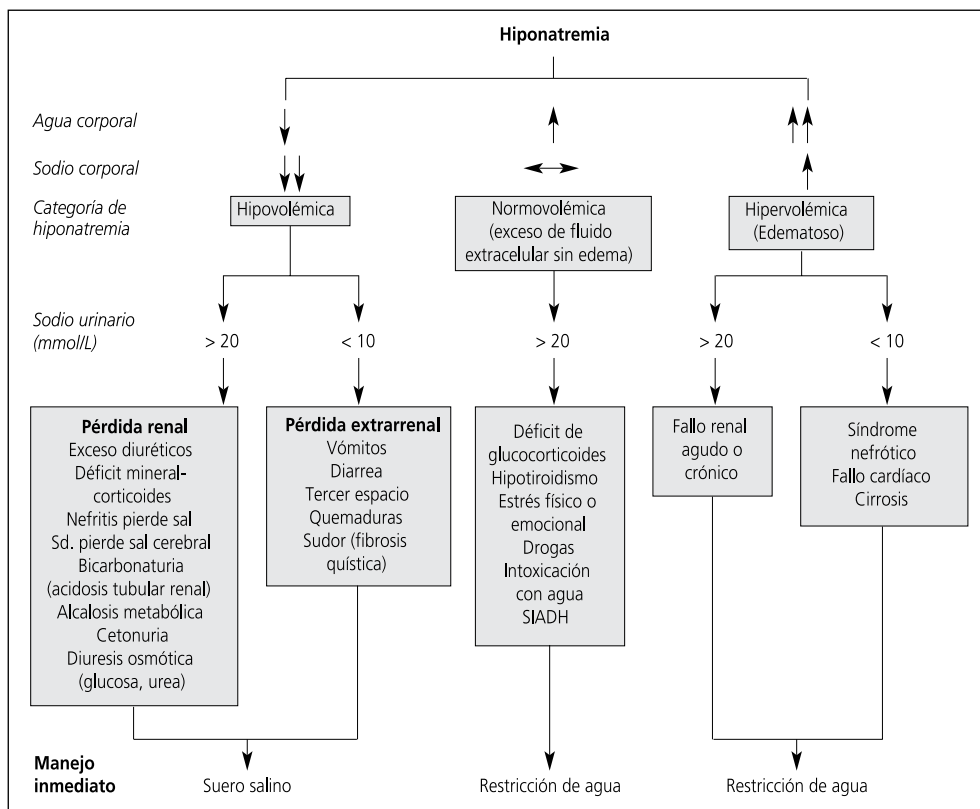 Hiponatremia
Agua corporal
Sodio corporal
Categoría de
hiponatremia
Hipovolémica
Normovolémica
(exceso de fluido
extracelular sin edema)
Hipervolémica
(Edematoso)
Sodio urinario
(mmol/L)
> 20
< 10
> 20
> 20
< 10
Pérdida renal
Exceso diuréticos
Déficit mineral-
corticoides
Nefritis pierde sal
Sd. pierde sal cerebral
Bicarbonaturia
(acidosis tubular renal)
Alcalosis metabólica
Cetonuria
Diuresis osmótica
(glucosa, urea)
Pérdida extrarrenal
Vómitos
Diarrea
Tercer espacio
Quemaduras
Sudor (fibrosis
quística)
Déficit de
glucocorticoides
Hipotiroidismo
Estrés físico o
emocional
Drogas
Intoxicación
con agua
SIADH
Fallo renal
agudo o
crónico
Síndrome
nefrótico
Fallo cardíaco
Cirrosis
Manejo
inmediato
Suero salino
Restricción de agua
Restricción de agua